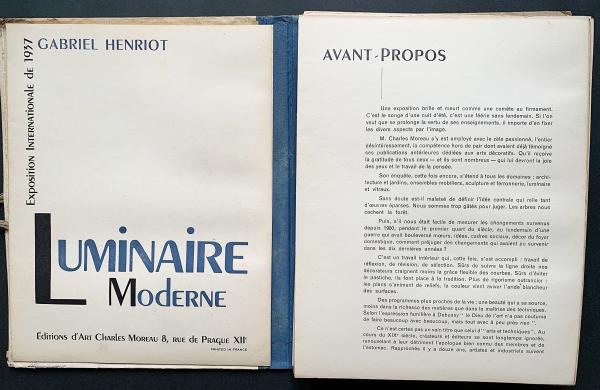 GABRIEL HENRIOT
Exposition Internationale de 1937
LUMINAIRE
MODERNE
Éditions d'Art Charles Moreau 8, rue de Prague XIIe
PRINTED IN FRANCE
AVANT-PROPOS
Une exposition brille et meurt comme une comète au firmament.
C'est le songe d'une nuit d'été, c'est une féérie sans lendemain. Si l'on
veut que se prolonge la vertu de ses enseignements, il importe d'en fixer
les divers aspects par l'image.
M. Charles Moreau s'y est employé avec le zèle passionné, l'entier
désintéressement, la compétence hors de pair dont avaient déjà témoigné
ses publications antérieures dédiées aux arts décoratifs. Qu'il reçoive
la gratitude de tous ceux — et ils sont nombreux — qui lui devront la joie
des yeux et le travail de la pensée.
Son enquête, cette fois encore, s'étend à tous les domaines : archi-
tecture et jardins, ensembles mobiliers, sculpture et ferronnerie, luminaire
et vitraux.
Sans doute est-il malaisé de définir l'idée centrale qui relie tant
d'œuvres éparses. Nous sommes trop gâtés pour juger. Les arbres nous
cachent la forêt.
Puis, s'il nous était facile de mesurer les changements survenus
depuis 1900, pendant le premier quart du siècle, au lendemain d'une
guerre qui avait bouleversé mœurs, idées, cadres sociaux, décor du foyer
domestique, comment préjuger des changements qui avaient pu survenir
dans les dix dernières années ?
C'est un travail intérieur qui, cette fois, s'est accompli : travail de
réflexion, de révision, de sélection. Sûrs de suivre la ligne droite nos
décorateurs craignent moins la grâce flexible des courbes. Sûrs d'éviter
le pastiche, ils font place à la tradition. Plus de rigorisme outrancier :
les plans s'animent de reliefs, la couleur vient aviver l'aride blancheur
des surfaces.
Des programmes plus proches de la vie ; une beauté qui a sa source,
moins dans la richesse des matières que dans la maîtrise des techniques.
Selon l'expression familière à Debussy " le Dieu de l'art n'a pas coutume
de faire beaucoup avec beaucoup, mais tout avec à peu près rien ".
Ce n'est certes pas un vain titre que celui d' " arts et techniques ". Au
cours du XIXe siècle, créateurs et éditeurs se sont longtemps ignorés,
renouvelant à leur détriment l'apologue bien connu des membres et de
l'estomac. Rapprochés il y a douze ans, artistes et industriels suivent